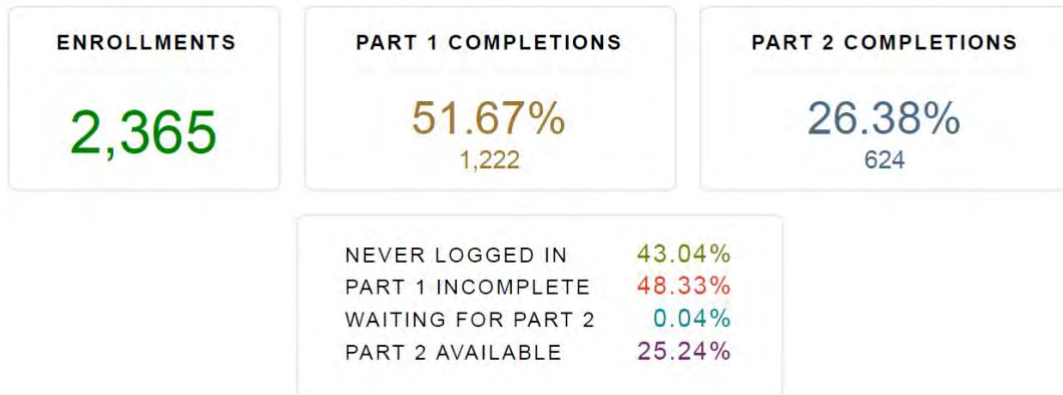 ENROLLMENTS
2,365
PART 1 COMPLETIONS
51.67%
1,222
PART 2 COMPLETIONS
26.38%
624
NEVER LOGGED IN 43.04%
PART 1 INCOMPLETE 48.33%
WAITING FOR PART 2 0.04%
PART 2 AVAILABLE 25.24%